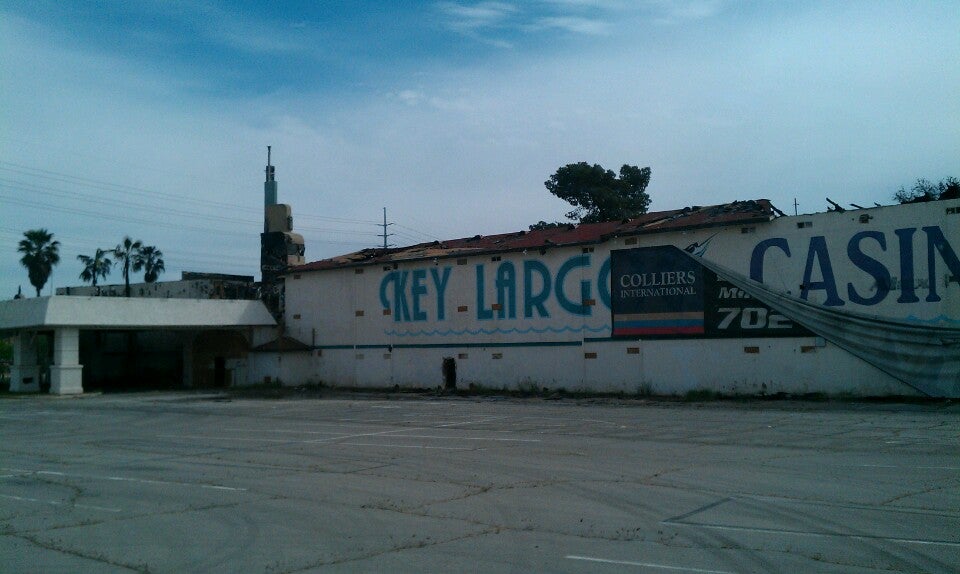 KEY LARGO
COLLIERS
INTERNATIONAL
702
CASIN